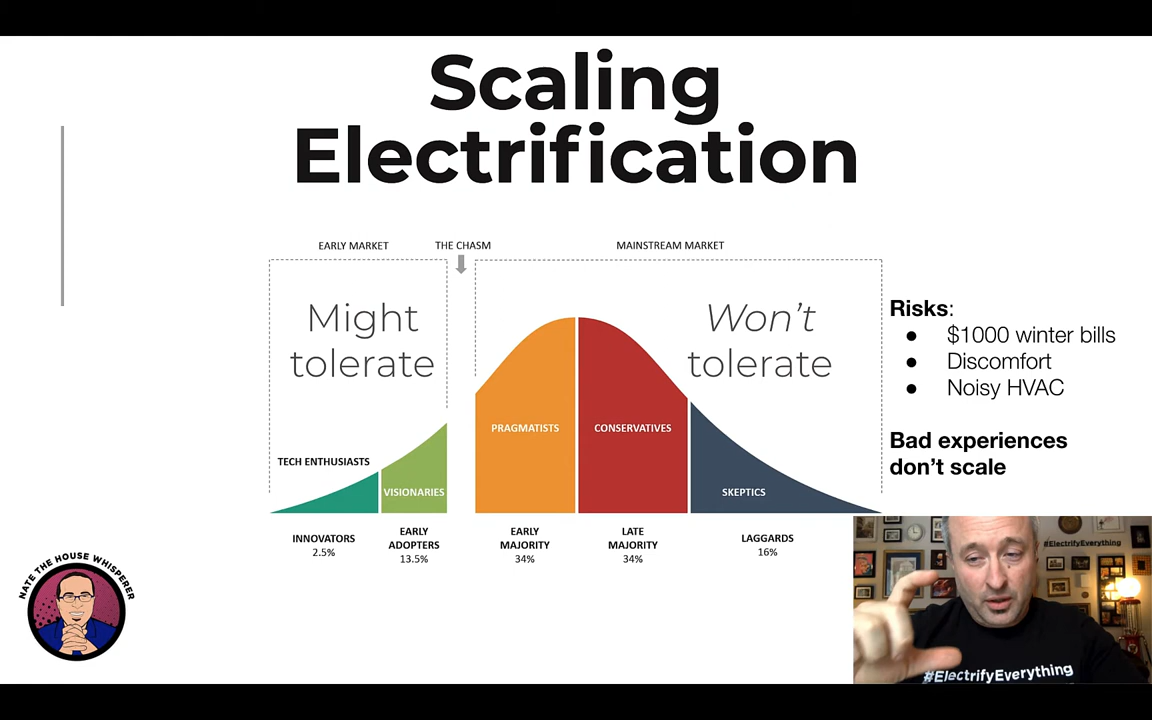 Scaling
Electrification
EARLY MARKET
THE CHASM
MAINSTREAM MARKET
Might
tolerate
Won't
tolerate
Risks:
● $1000 winter bills
● Discomfort
● Noisy HVAC
Bad experiences
don't scale
TECH ENTHUSIASTS
VISIONARIES
PRAGMATISTS
CONSERVATIVES
SKEPTICS
INNOVATORS
2.5%
EARLY
ADOPTERS
13.5%
EARLY
MAJORITY
34%
LATE
MAJORITY
34%
LAGGARDS
16%
NATE THE HOUSE WHISPERER
#ElectrifyEverything
#ElectrifyEverything